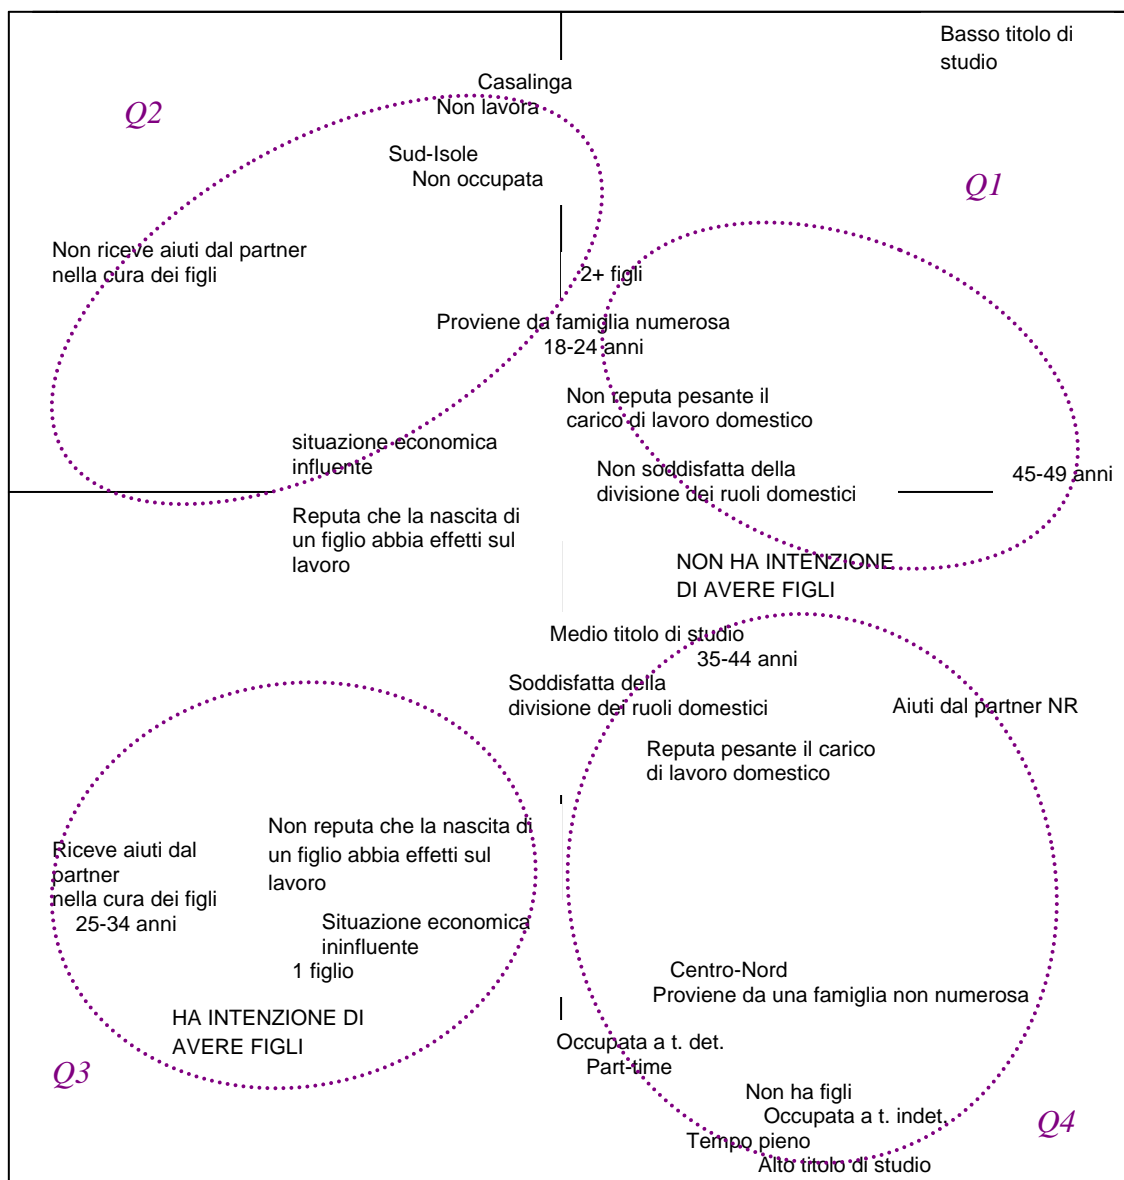 Basso titolo di
studio
Casalinga
Non lavora
Q2
Sud-Isole
Non occupata
Q1
Non riceve aiuti dal partner
nella cura dei figli
2+ figli
Proviene da famiglia numerosa
18-24 anni
Non reputa pesante il
carico di lavoro domestico
situazione economica
influente
Non soddisfatta della
divisione dei ruoli domestici
45-49 anni
Reputa che la nascita di
un figlio abbia effetti sul
lavoro
NON HA INTENZIONE
DI AVERE FIGLI
Medio titolo di studio
35-44 anni
Soddisfatta della
divisione dei ruoli domestici
Aiuti dal partner NR
Reputa pesante il carico
di lavoro domestico
Non reputa che la nascita di
un figlio abbia effetti sul
lavoro
Riceve aiuti dal
partner
nella cura dei figli
25-34 anni
Situazione economica
ininfluente
1 figlio
Centro-Nord
Proviene da una famiglia non numerosa
HA INTENZIONE DI
AVERE FIGLI
Occupata a t. det.
Part-time
Q3
Non ha figli
Occupata a t. indet.
Q4
Tempo pieno
Alto titolo di studio